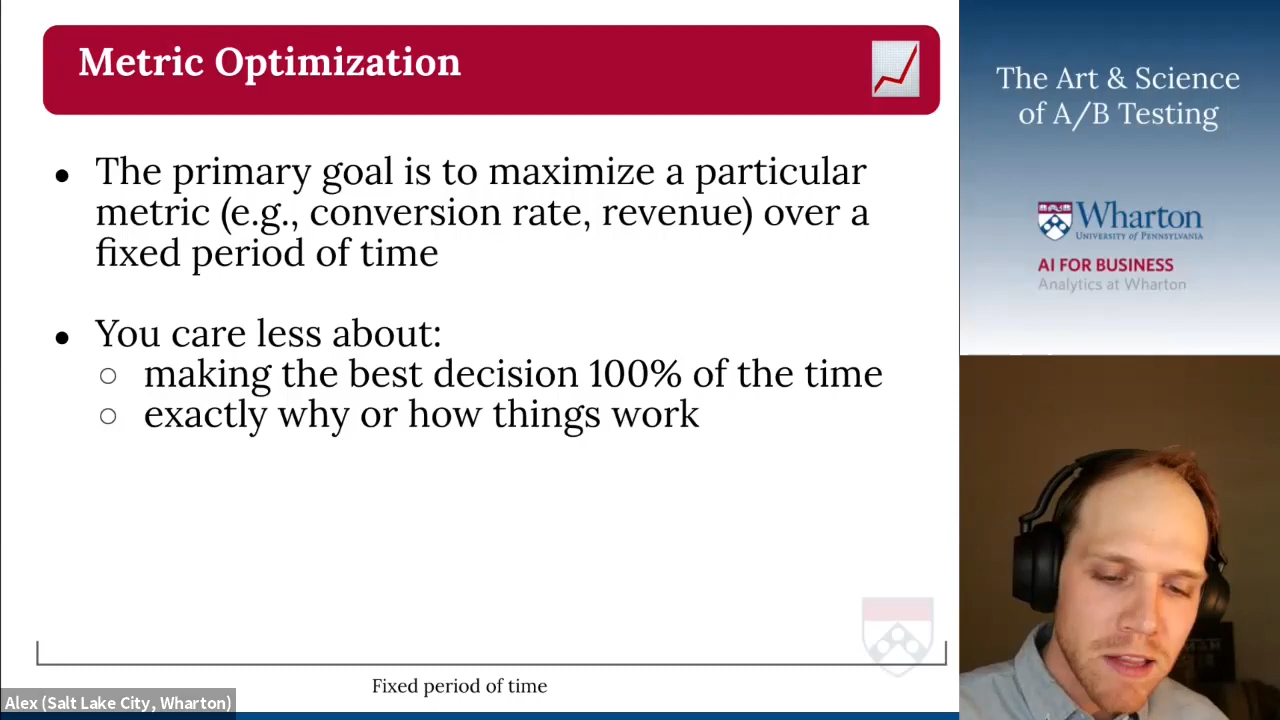 Metric Optimization
● The primary goal is to maximize a particular
metric (e.g., conversion rate, revenue) over a
fixed period of time
● You care less about:
○ making the best decision 100% of the time
○ exactly why or how things work
Fixed period of time
Alex (Salt Lake City, Wharton)
The Art & Science
of A/B Testing
Wharton
UNIVERSITY of PENNSYLVANIA
AI FOR BUSINESS
Analytics at Wharton